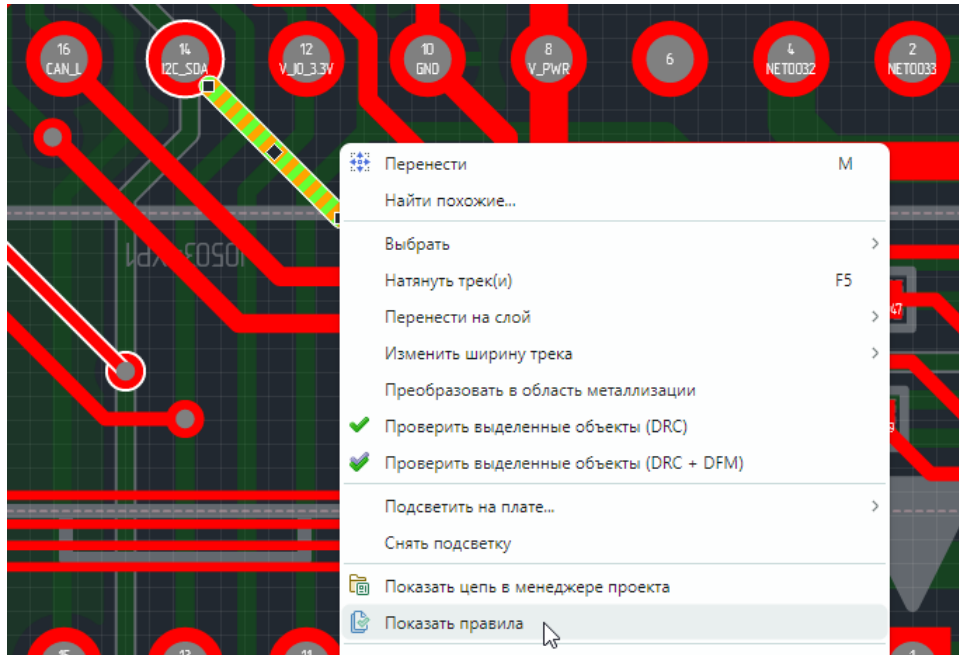 16 14 12 10 8 6 4 2
CAN_L I2C_SDA V_IO_3.3V GND V_PWR NET0032 NET0033
Перенести M
Найти похожие...
Выбрать
Натянуть трек(и) F5
Перенести на слой
Изменить ширину трека
Преобразовать в область металлизации
Проверить выделенные объекты (DRC)
Проверить выделенные объекты (DRC + DFM)
Подсветить на плате...
Снять подсветку
Показать цепь в менеджере проекта
Показать правила